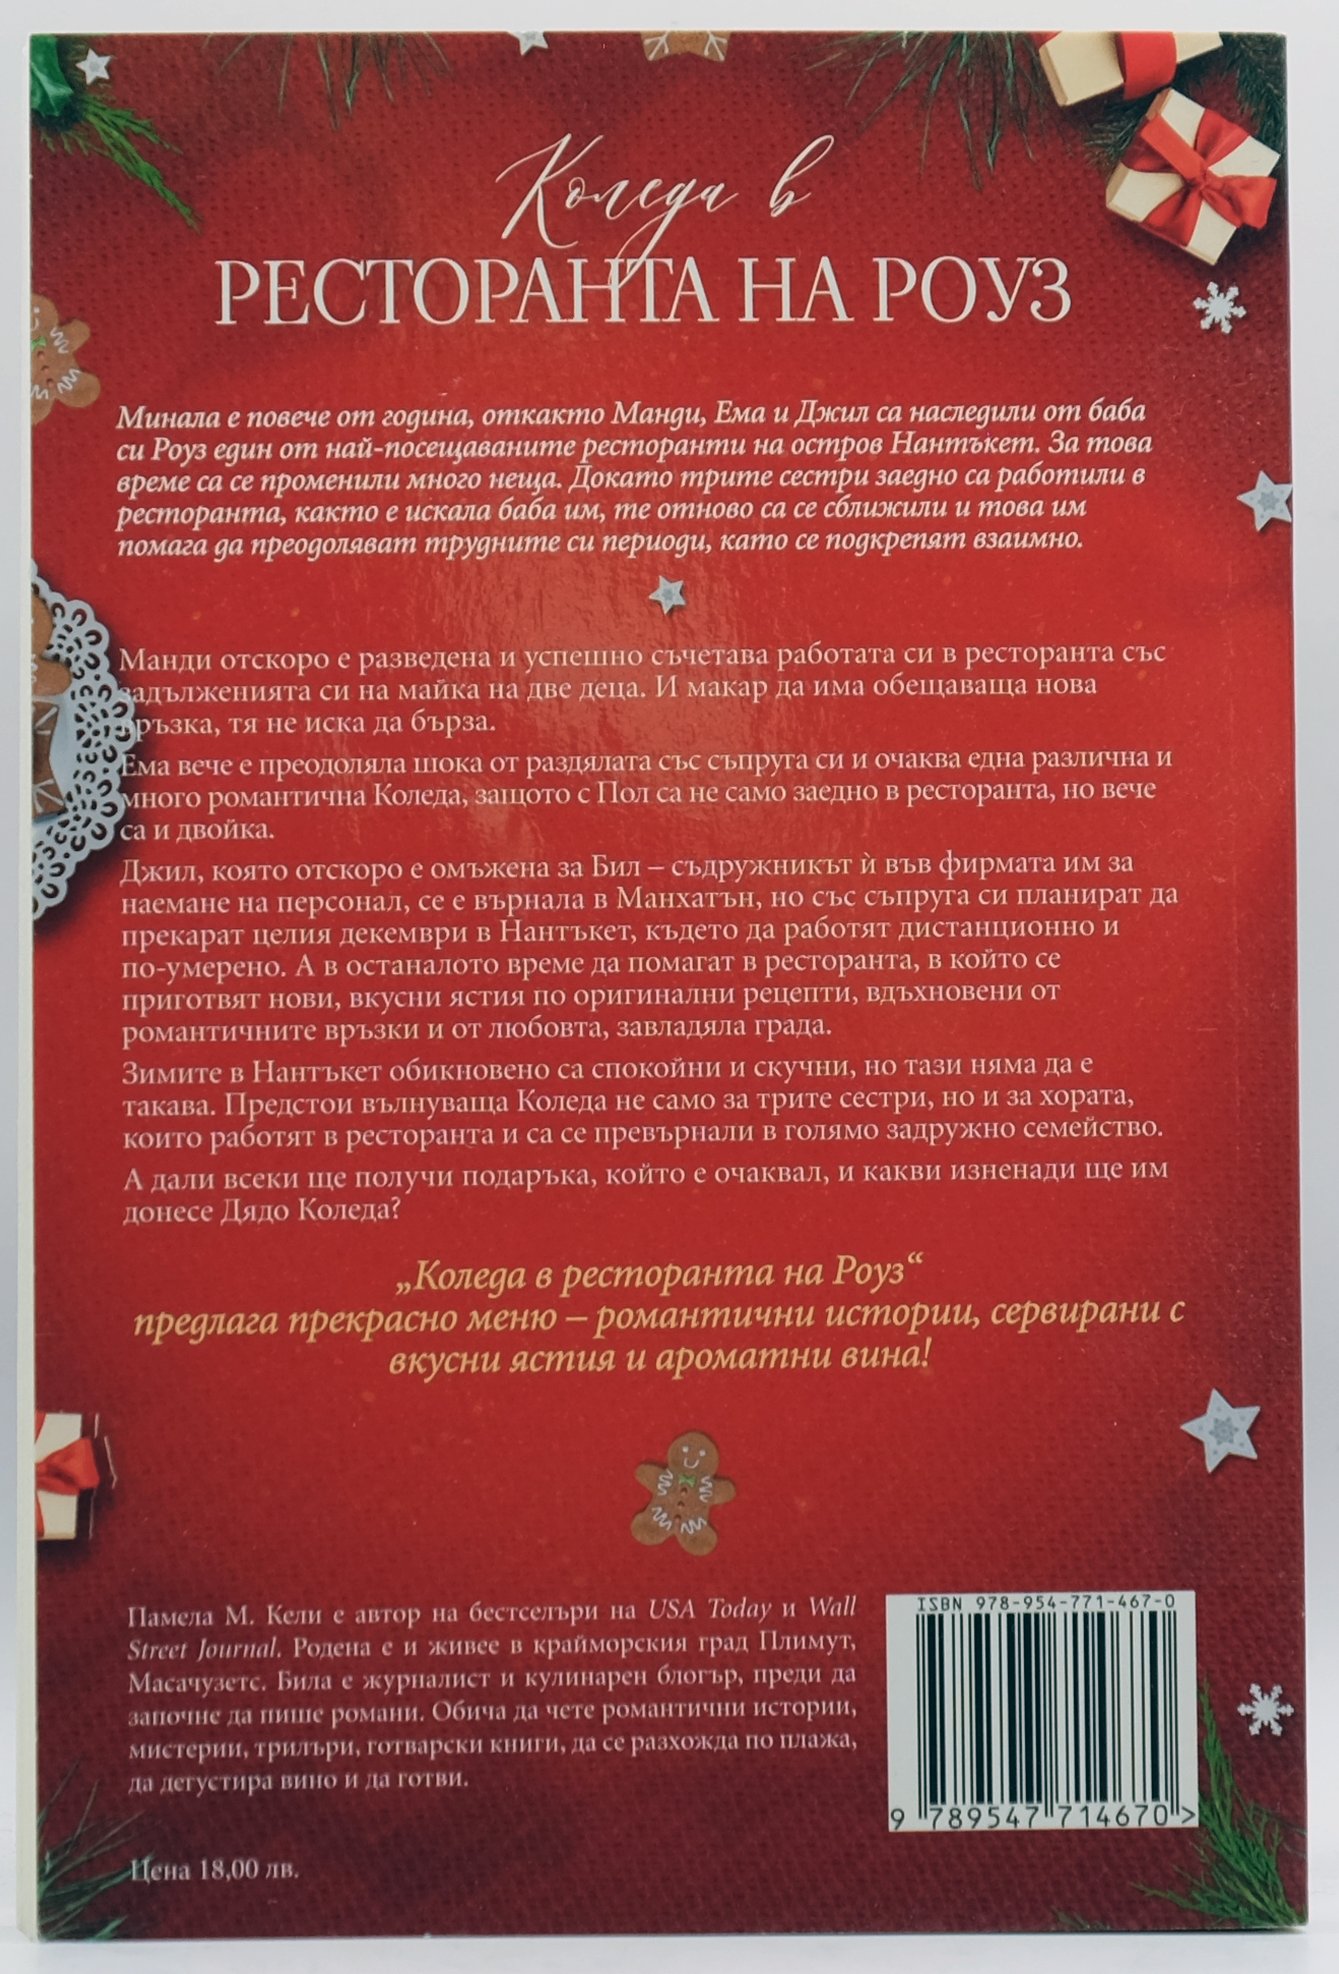 Коледа в
РЕСТОРАНТА НА РОУЗ
Минала е повече от година, откакто Манди, Ема и Джил са наследили от баба
си Роуз един от най-посещаваните ресторанти на остров Нантъкет. За това
време са се променили много неща. Докато трите сестри заедно са работили в
ресторанта, както е искала баба им, те отново са се сближили и това им
помага да преодоляват трудните си периоди, като се подкрепят взаимно.
Манди отскоро е разведена и успешно съчетава работата си в ресторанта със
задълженията си на майка на две деца. И макар да има обещаваща нова
връзка, тя не иска да бърза.
Ема вече е преодоляла шока от раздялата със съпруга си и очаква една различна и
много романтична Коледа, защото с Пол са не само заедно в ресторанта, но вече
са и двойка.
Джил, която отскоро е омъжена за Бил – съдружникът ѝ във фирмата им за
наемане на персонал, се е върнала в Манхатън, но със съпруга си планират да
прекарат целия декември в Нантъкет, където да работят дистанционно и
по-умерено. А в останалото време да помагат в ресторанта, в който се
приготвят нови, вкусни ястия по оригинални рецепти, вдъхновени от
романтичните връзки и от любовта, завладяла града.
Зимите в Нантъкет обикновено са спокойни и скучни, но тази няма да е
такава. Предстои вълнуваща Коледа не само за трите сестри, но и за хората,
които работят в ресторанта и са се превърнали в голямо задружно семейство.
А дали всеки ще получи подаръка, който е очаквал, и какви изненади ще им
донесе Дядо Коледа?
„Коледа в ресторанта на Роуз“
предлага прекрасно меню – романтични истории, сервирани с
вкусни ястия и ароматни вина!
Памела М. Кели е автор на бестселъри на USA Today и Wall
Street Journal. Родена е и живее в крайморския град Плимут,
Масачузетс. Била е журналист и кулинарен блогър, преди да
започне да пише романи. Обича да чете романтични истории,
мистерии, трилъри, готварски книги, да се разхожда по плажа,
да дегустира вино и да готви.
ISBN 978-954-771-467-0
9 789547 714670 >
Цена 18,00 лв.